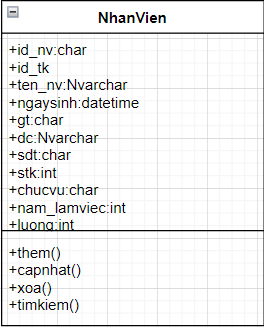 NhanVien
+id_nv:char
+id_tk
+ten_nv:Nvarchar
+ngaysinh:datetime
+gt:char
+dc:Nvarchar
+sdt:char
+stk:int
+chucvu:char
+nam_lamviec:int
+luong:int
+them()
+capnhat()
+xoa()
+timkiem()